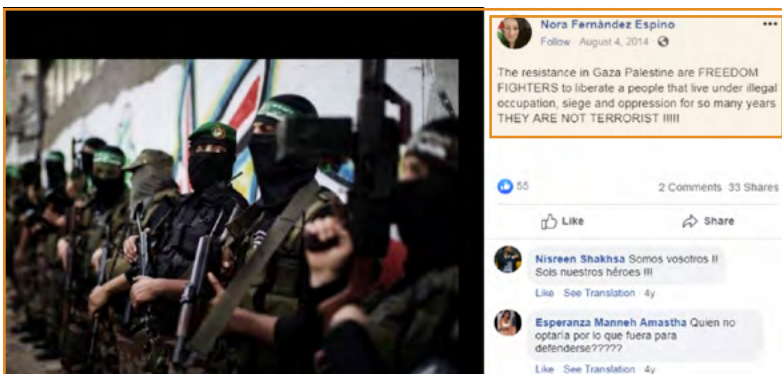 Nora Fernández Espino
Follow · August 4, 2014 ·
The resistance in Gaza Palestine are FREEDOM
FIGHTERS to liberate a people that live under illegal
occupation, siege and oppression for so many years
THEY ARE NOT TERRORIST !!!!!
55
2 Comments 33 Shares
Like
Share
Nisreen Shakhsa Somos vosotros !!
Sois nuestros héroes !!!
Like · See Translation · 4y
Esperanza Manneh Amastha Quien no
optaria por lo que fuera para
defenderse?????
Like · See Translation · 4y